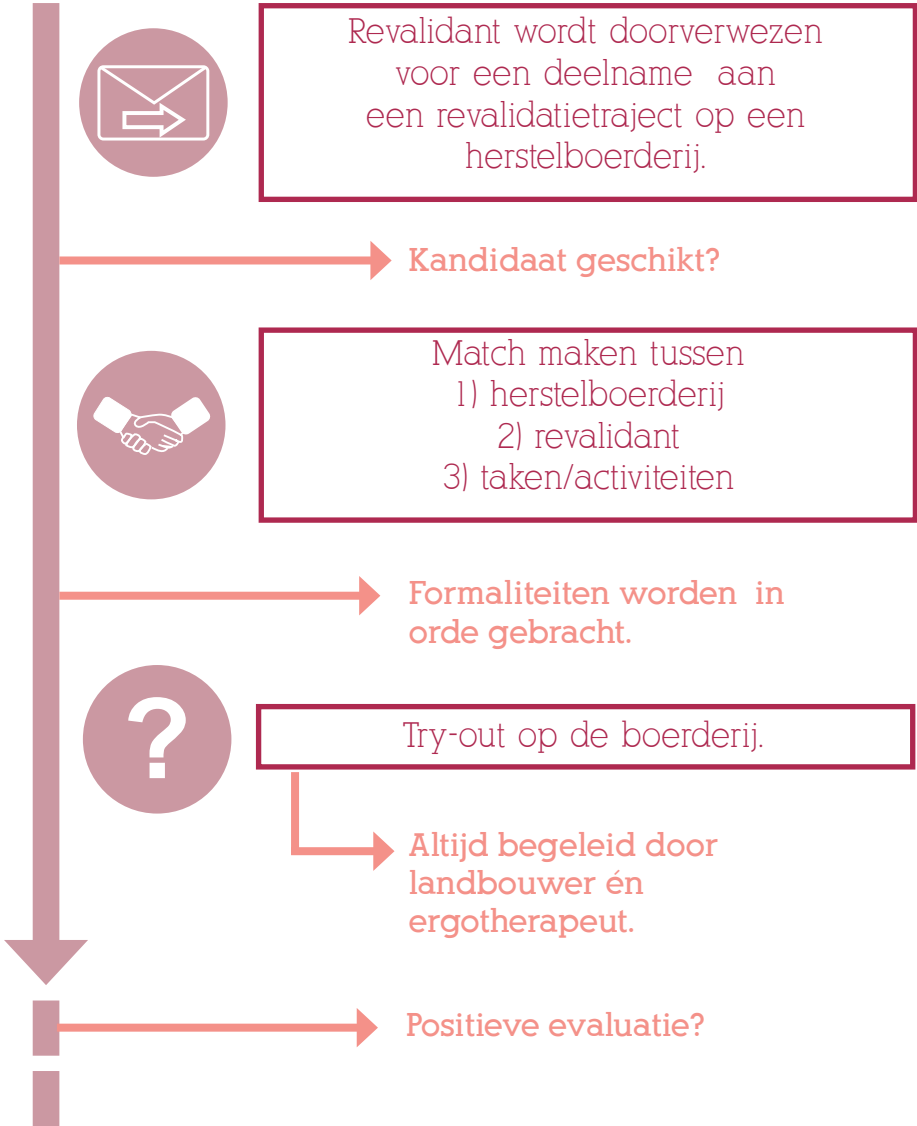 Revalidant wordt doorverwezen
voor een deelname aan
een revalidatietraject op een
herstelboerderij.
Kandidaat geschikt?
Match maken tussen
1) herstelboerderij
2) revalidant
3) taken/activiteiten
Formaliteiten worden in
orde gebracht.
?
Try-out op de boerderij.
Altijd begeleid door
landbouwer én
ergotherapeut.
Positieve evaluatie?